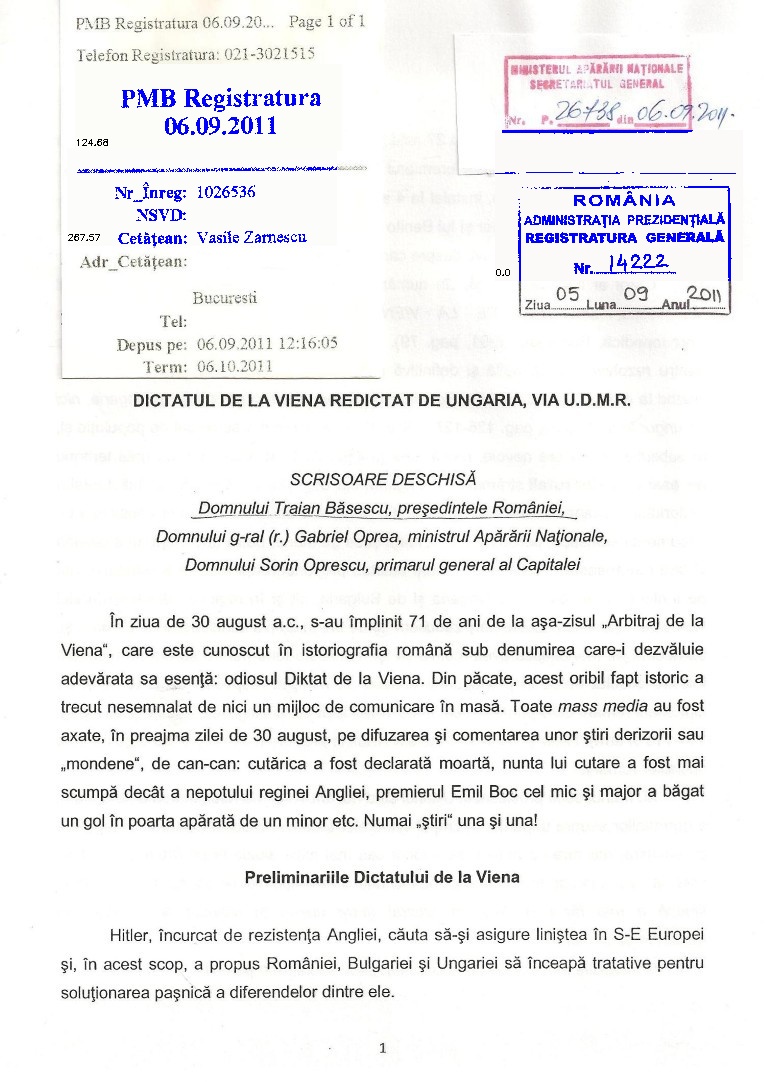 PMB Registratura 06.09.20... Page 1 of 1
Telefon Registratura: 021-3021515
PMB Registratura
06.09.2011
124.68
Nr_Înreg: 1026536
NSVD:
267.57
Cetăţean: Vasile Zarnescu
Adr_Cetăţean:
Bucuresti
Tel:
Depus pe: 06.09.2011 12:16:05
Term: 06.10.2011
MINISTERUL APĂRĂRII NAŢIONALE
SECRETARIATUL GENERAL
Nr. P. 26738 din 06.09.2011.
ROMÂNIA
ADMINISTRAŢIA PREZIDENŢIALĂ
REGISTRATURA GENERALĂ
0.0
Nr. 14222
Ziua 05 Luna 09 Anul 2011
DICTATUL DE LA VIENA REDICTAT DE UNGARIA, VIA U.D.M.R.
SCRISOARE DESCHISĂ
Domnului Traian Băsescu, preşedintele României,
Domnului g-ral (r.) Gabriel Oprea, ministrul Apărării Naţionale,
Domnului Sorin Oprescu, primarul general al Capitalei
În ziua de 30 august a.c., s-au împlinit 71 de ani de la aşa-zisul „Arbitraj de la
Viena“, care este cunoscut în istoriografia română sub denumirea care-i dezvăluie
adevărata sa esenţă: odiosul Diktat de la Viena. Din păcate, acest oribil fapt istoric a
trecut nesemnalat de nici un mijloc de comunicare în masă. Toate mass media au fost
axate, în preajma zilei de 30 august, pe difuzarea şi comentarea unor ştiri derizorii sau
„mondene“, de can-can: cutărica a fost declarată moartă, nunta lui cutare a fost mai
scumpă decât a nepotului reginei Angliei, premierul Emil Boc cel mic şi major a băgat
un gol în poarta apărată de un minor etc. Numai „ştiri“ una şi una!
Preliminariile Dictatului de la Viena
Hitler, încurcat de rezistenţa Angliei, căuta să-şi asigure liniştea în S-E Europei
şi, în acest scop, a propus României, Bulgariei şi Ungariei să înceapă tratative pentru
soluţionarea paşnică a diferendelor dintre ele.
1